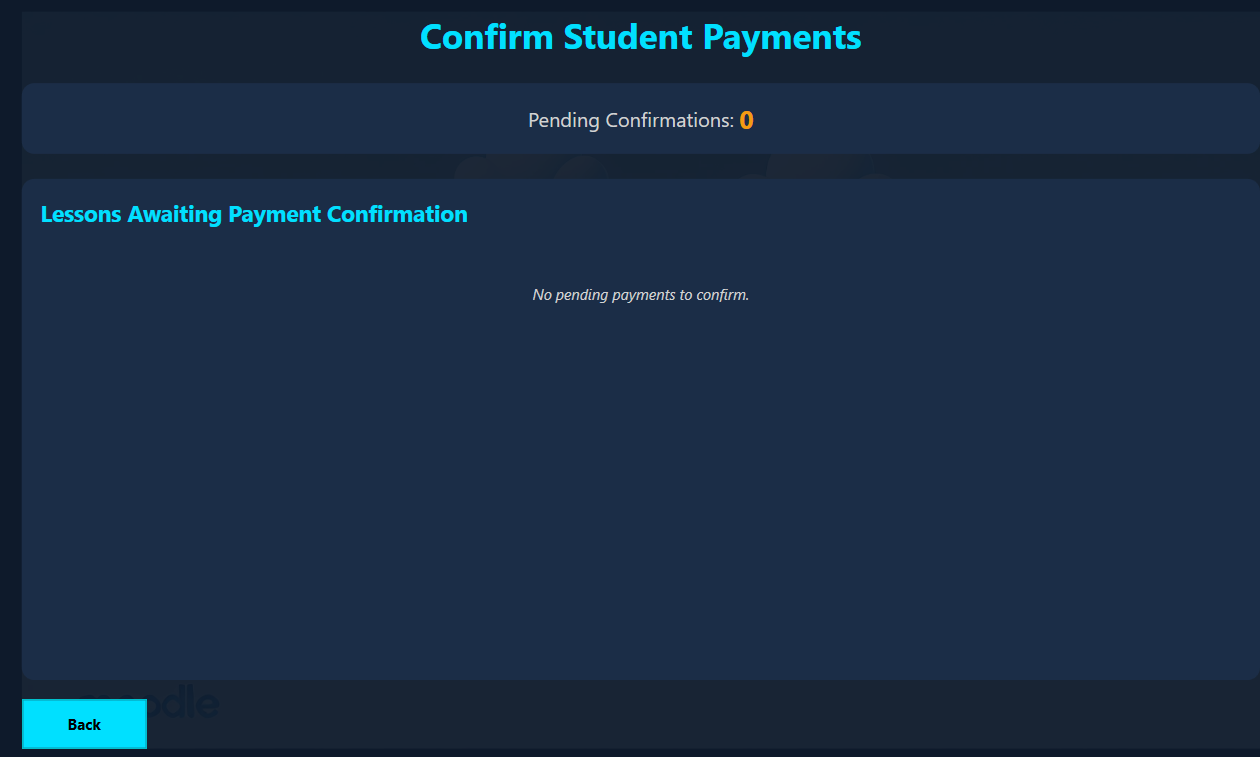 Confirm Student Payments
Pending Confirmations: 0
Lessons Awaiting Payment Confirmation
No pending payments to confirm.
Back